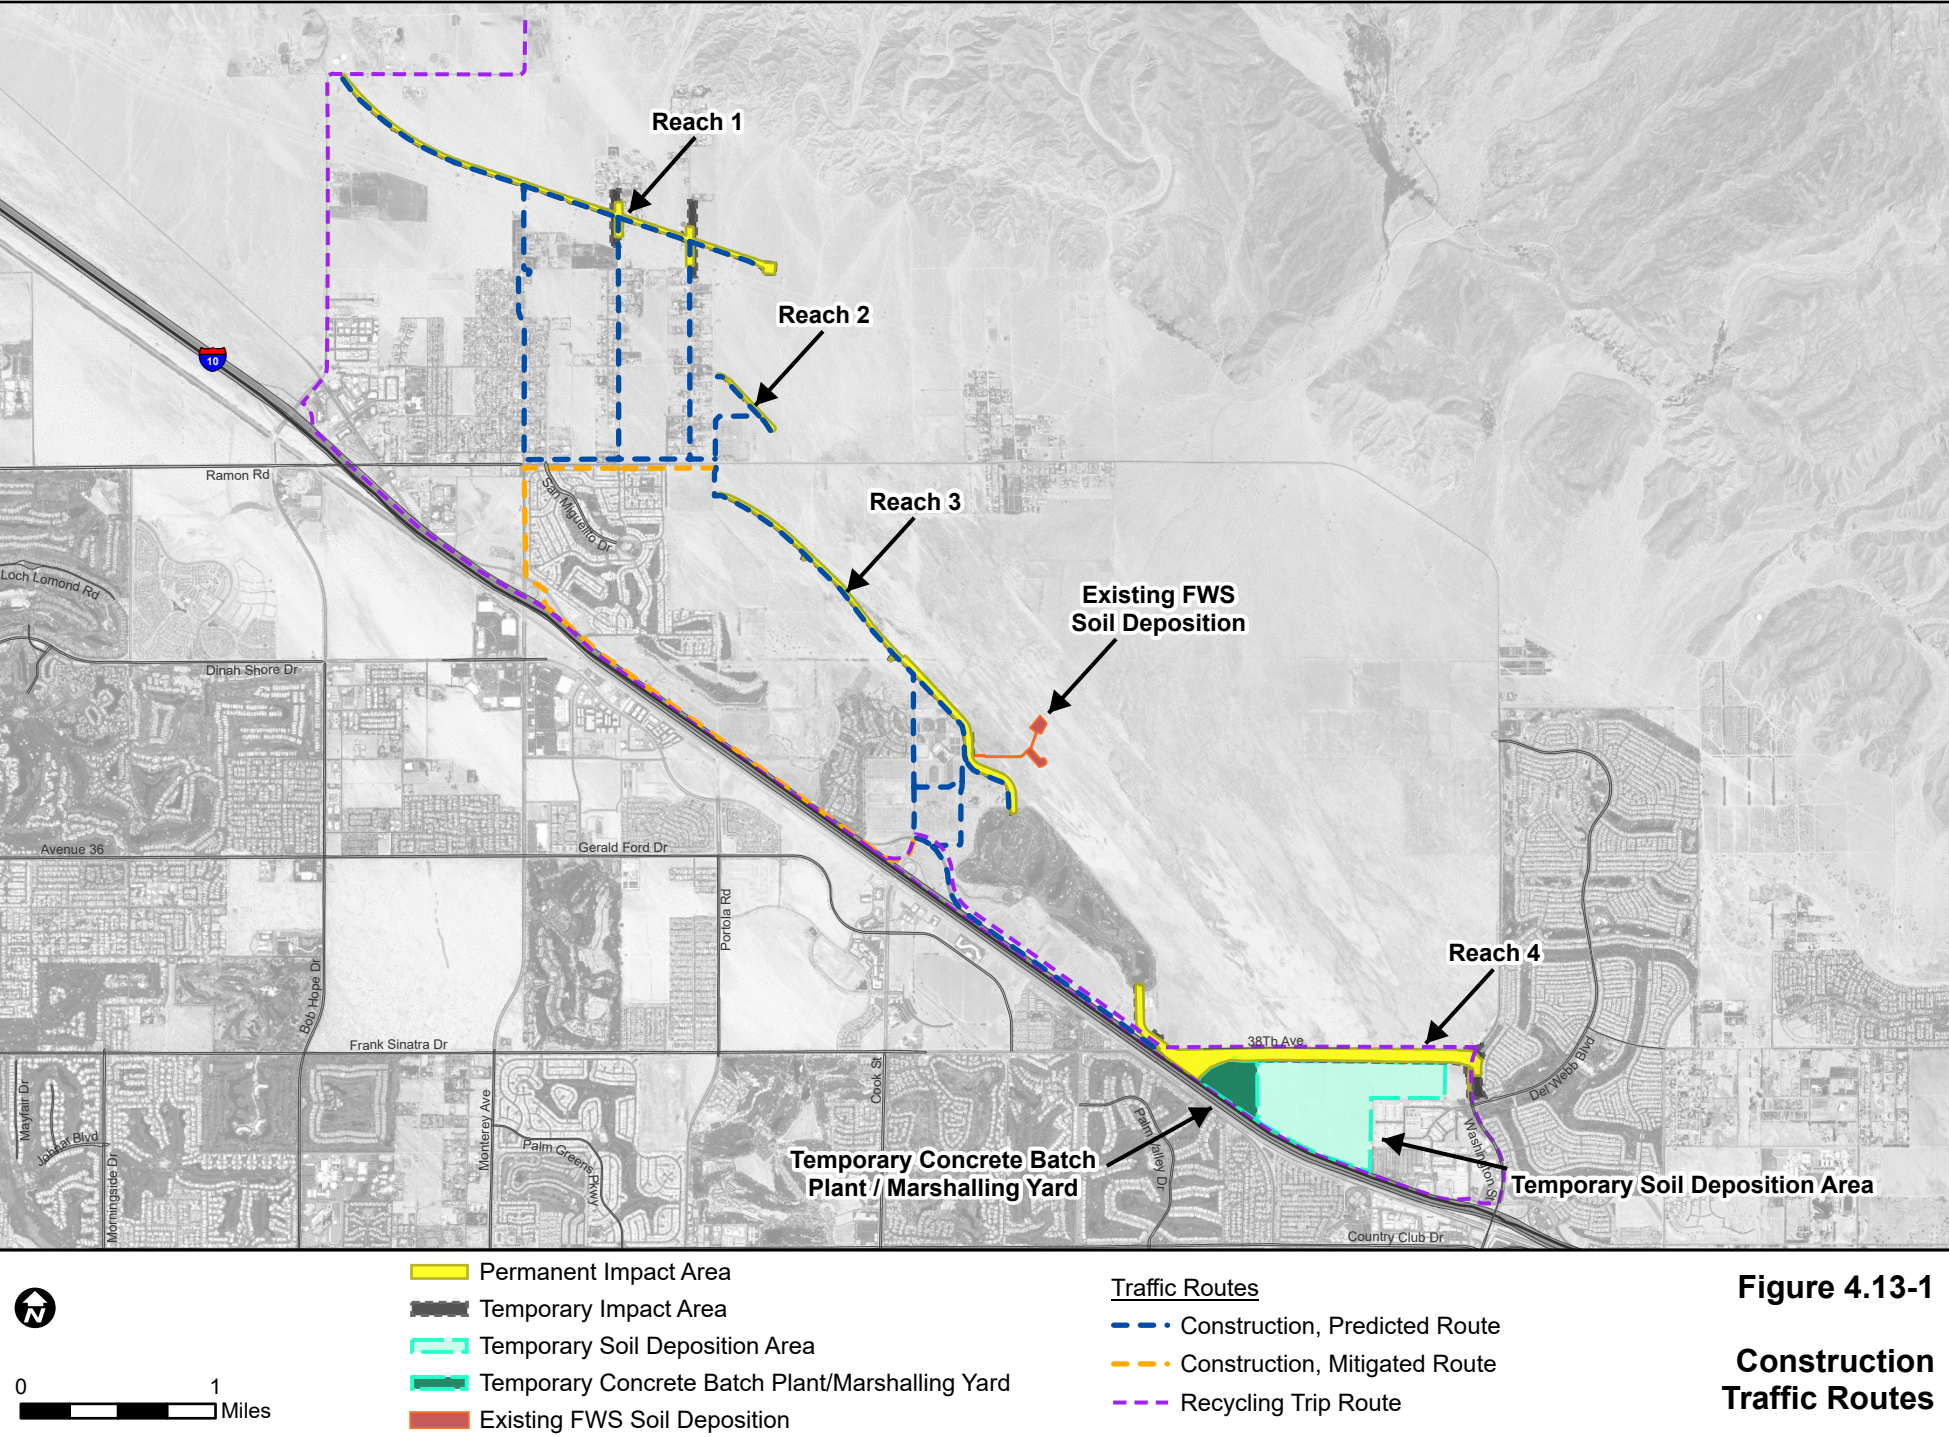 Reach 1
Reach 2
10
Ramon Rd
San Miguelito Dr
Reach 3
Loch Lomond Rd
Existing FWS
Soil Deposition
Dinah Shore Dr
Avenue 36
Gerald Ford Dr
Portola Rd
Bob Hope Dr
Reach 4
Frank Sinatra Dr
38Th Ave
Cook St
Del Webb Blvd
Mayfair Dr
Monterey Ave
Johnar Blvd
Morningside Dr
Palm Greens Pkwy
Palm Valley Dr
Washington St
Temporary Concrete Batch
Plant / Marshalling Yard
Temporary Soil Deposition Area
Country Club Dr
N
0 1
Miles
Permanent Impact Area
Temporary Impact Area
Temporary Soil Deposition Area
Temporary Concrete Batch Plant/Marshalling Yard
Existing FWS Soil Deposition
Traffic Routes
Construction, Predicted Route
Construction, Mitigated Route
Recycling Trip Route
Figure 4.13-1
Construction
Traffic Routes